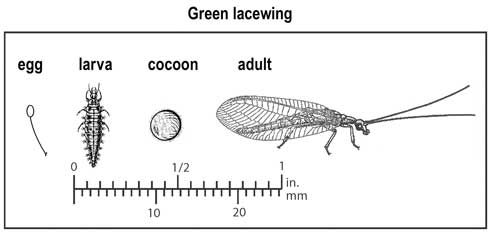 Green lacewing
egg larva cocoon adult
0 1/2 1
in.
mm
10 20